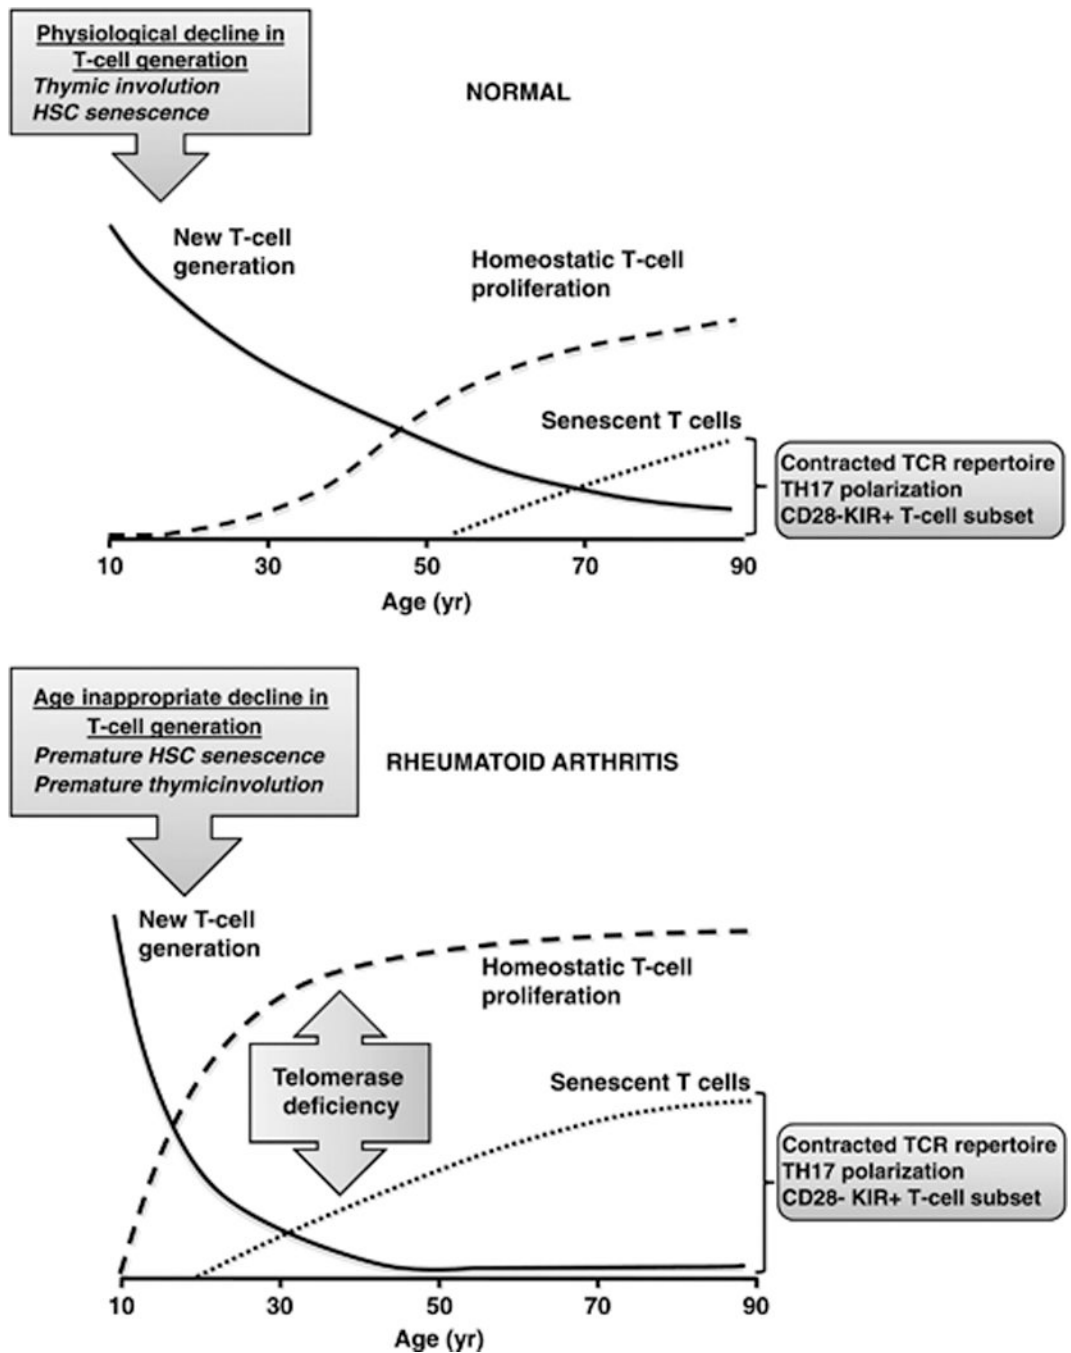 Physiological decline in
T-cell generation
Thymic involution
HSC senescence
NORMAL
New T-cell
generation
Homeostatic T-cell
proliferation
Senescent T cells
Contracted TCR repertoire
TH17 polarization
CD28-KIR+ T-cell subset
10 30 50 70 90
Age (yr)
Age inappropriate decline in
T-cell generation
Premature HSC senescence
Premature thymicinvolution
RHEUMATOID ARTHRITIS
New T-cell
generation
Homeostatic T-cell
proliferation
Telomerase
deficiency
Senescent T cells
Contracted TCR repertoire
TH17 polarization
CD28- KIR+ T-cell subset
10 30 50 70 90
Age (yr)